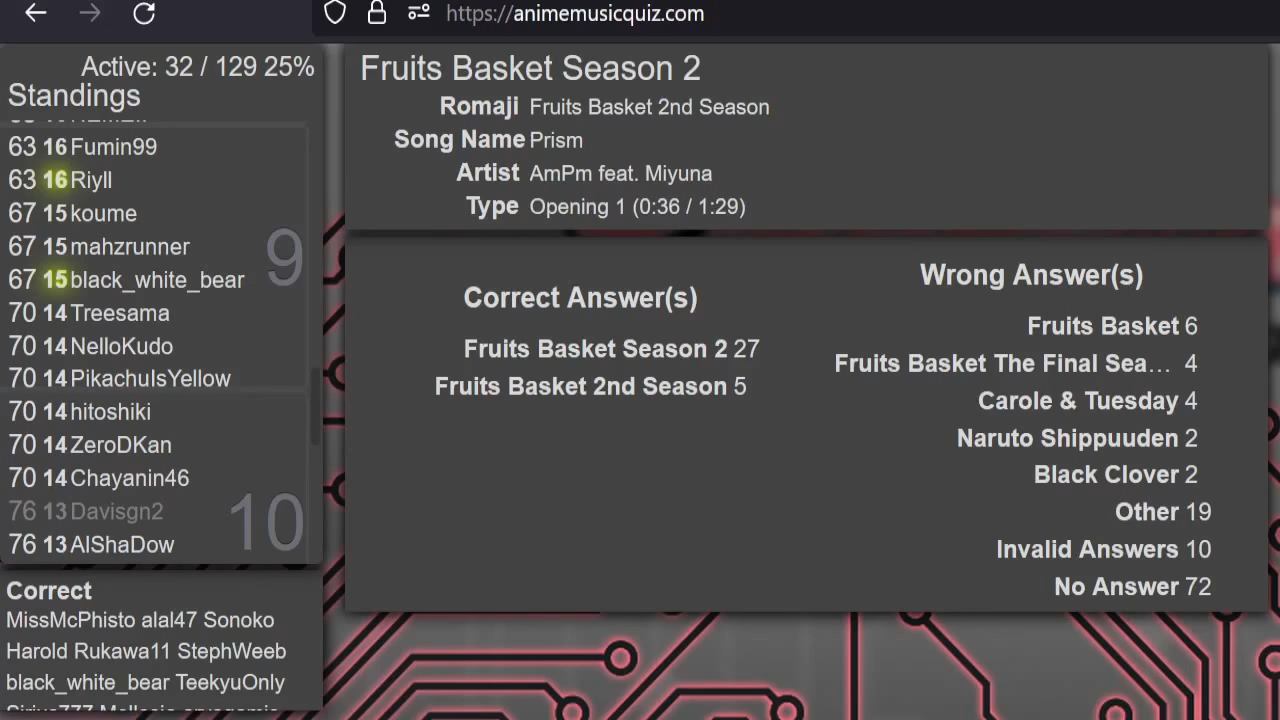 https://animemusicquiz.com
Active: 32 / 129 25%
Standings
63 16 Fumin99
63 16 Riyll
67 15 koume
67 15 mahzrunner
9
67 15 black_white_bear
70 14 Treesama
70 14 NelloKudo
70 14 PikachuIsYellow
70 14 hitoshiki
70 14 ZeroDKan
70 14 Chayanin46
76 13 Davisgn2
10
76 13 AlShaDow
Correct
MissMcPhisto alal47 Sonoko
Harold Rukawa11 StephWeeb
black_white_bear TeekyuOnly
Fruits Basket Season 2
Romaji Fruits Basket 2nd Season
Song Name Prism
Artist AmPm feat. Miyuna
Type Opening 1 (0:36 / 1:29)
Correct Answer(s)
Fruits Basket Season 2 27
Fruits Basket 2nd Season 5
Wrong Answer(s)
Fruits Basket 6
Fruits Basket The Final Sea... 4
Carole & Tuesday 4
Naruto Shippuuden 2
Black Clover 2
Other 19
Invalid Answers 10
No Answer 72